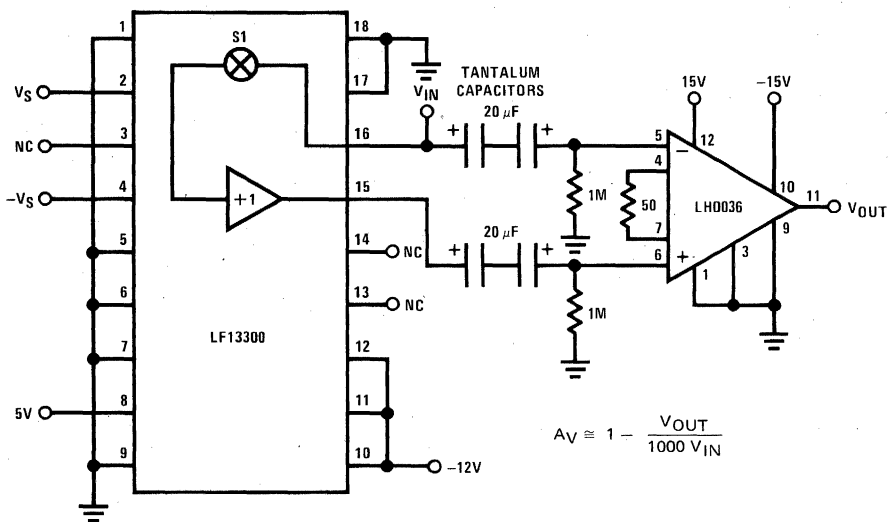 1
2
3
4
5
6
7
8
9
18
17
16
15
14
13
12
11
10
S1
+1
LF13300
V_S
NC
-V_S
5V
NC
NC
-12V
V_IN
TANTALUM
CAPACITORS
20 μF
+ +
20 μF
+ +
1M
1M
15V
-15V
5
4
7
6
50
−
+
LH0036
12
10
11
9
3
1
V_OUT
A_V ≅ 1 − V_OUT / 1000 V_IN